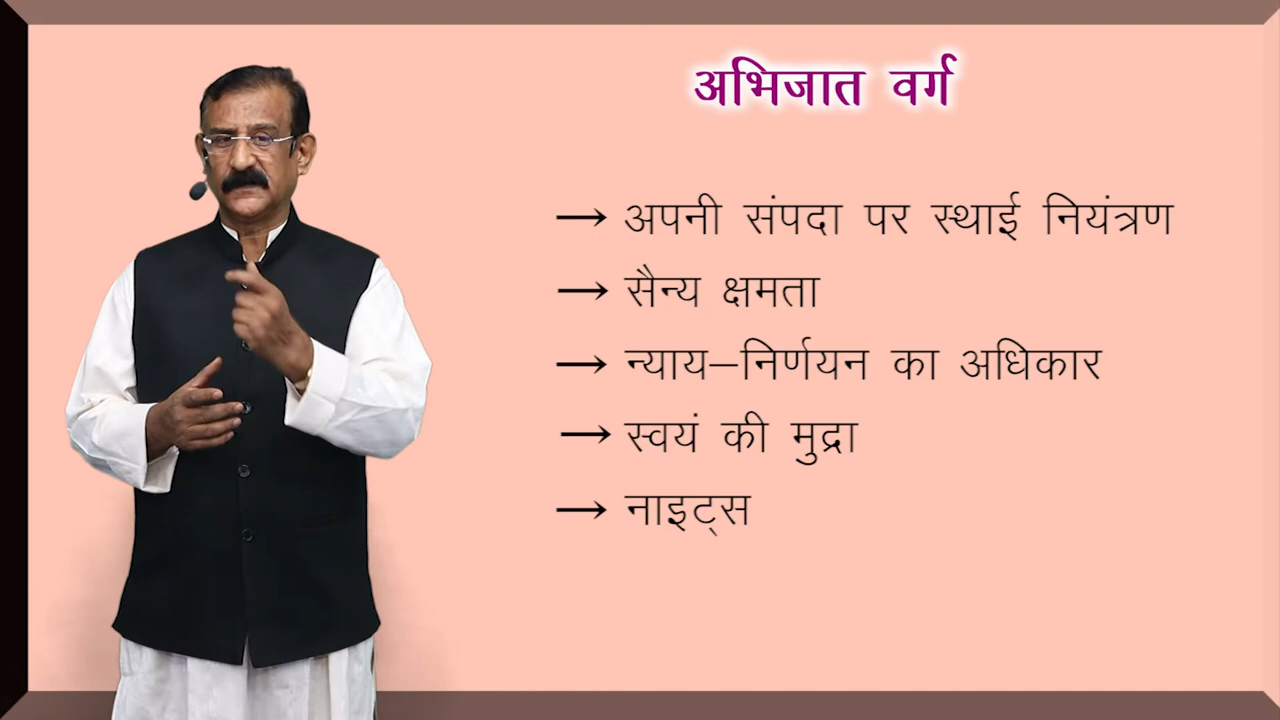 अभिजात वर्ग
→ अपनी संपदा पर स्थाई नियंत्रण
→ सैन्य क्षमता
→ न्याय–निर्णयन का अधिकार
→ स्वयं की मुद्रा
→ नाइट्स